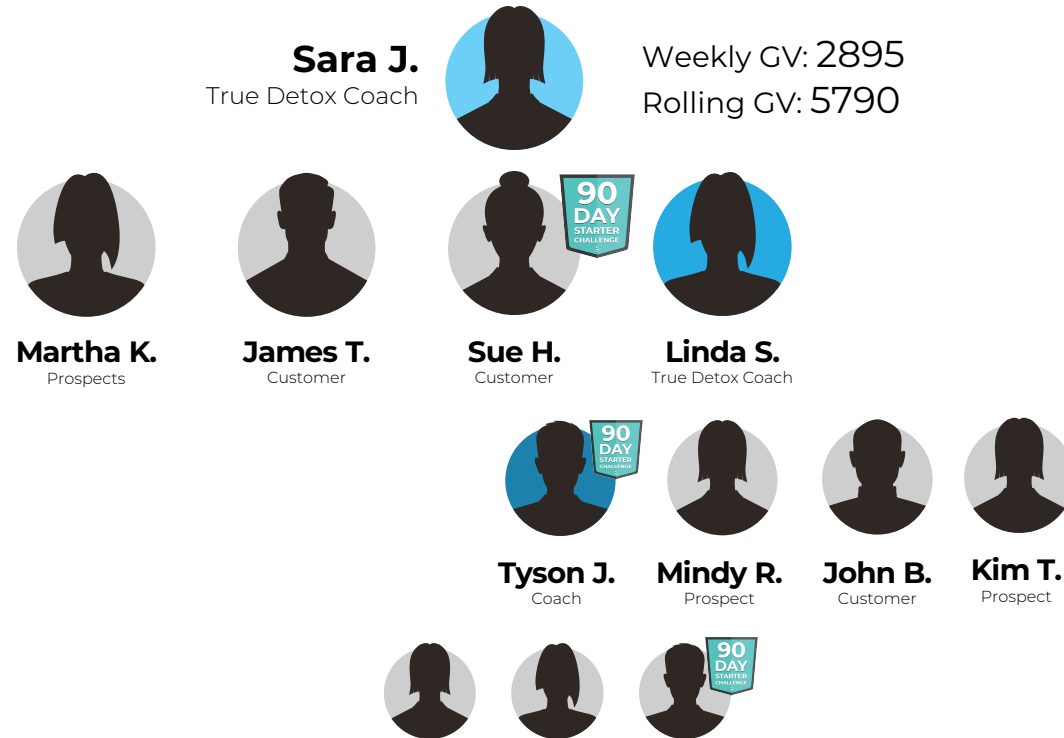 Sara J.
True Detox Coach
Weekly GV: 2895
Rolling GV: 5790
90
DAY
STARTER
CHALLENGE
Martha K.
Prospects
James T.
Customer
Sue H.
Customer
Linda S.
True Detox Coach
90
DAY
STARTER
CHALLENGE
Tyson J.
Coach
Mindy R.
Prospect
John B.
Customer
Kim T.
Prospect
90
DAY
STARTER
CHALLENGE